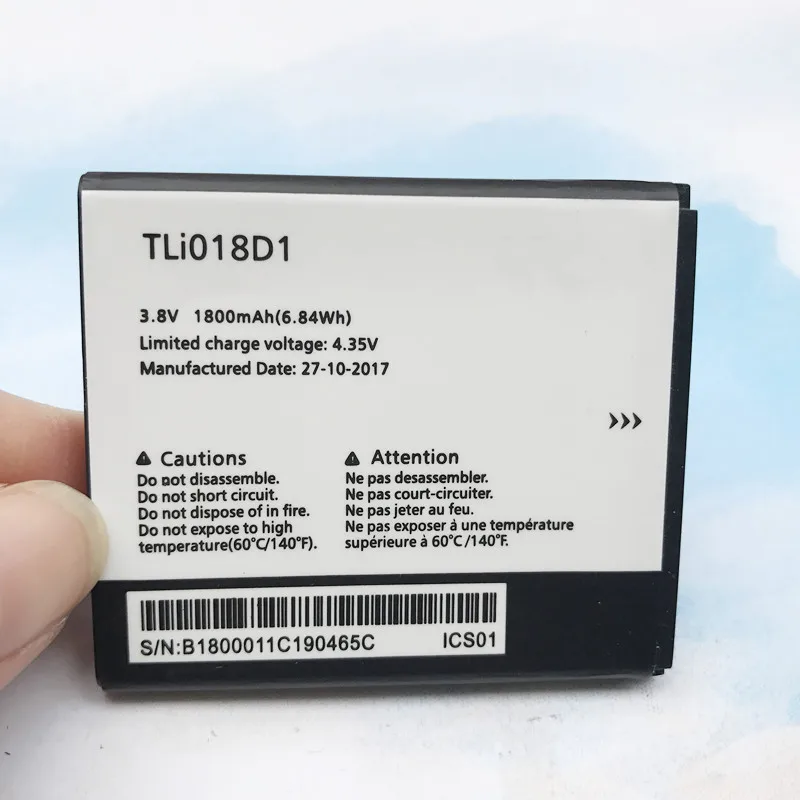 TLi018D1
3.8V 1800mAh(6.84Wh)
Limited charge voltage: 4.35V
Manufactured Date: 27-10-2017
Cautions
Do not disassemble.
Do not short circuit.
Do not dispose of in fire.
Do not expose to high
temperature(60°C/140°F).
Attention
Ne pas desassembler.
Ne pas court-circuiter.
Ne pas jeter au feu.
Ne pas exposer à une température
supérieure à 60°C/140°F.
S/N:B1800011C190465C ICS01